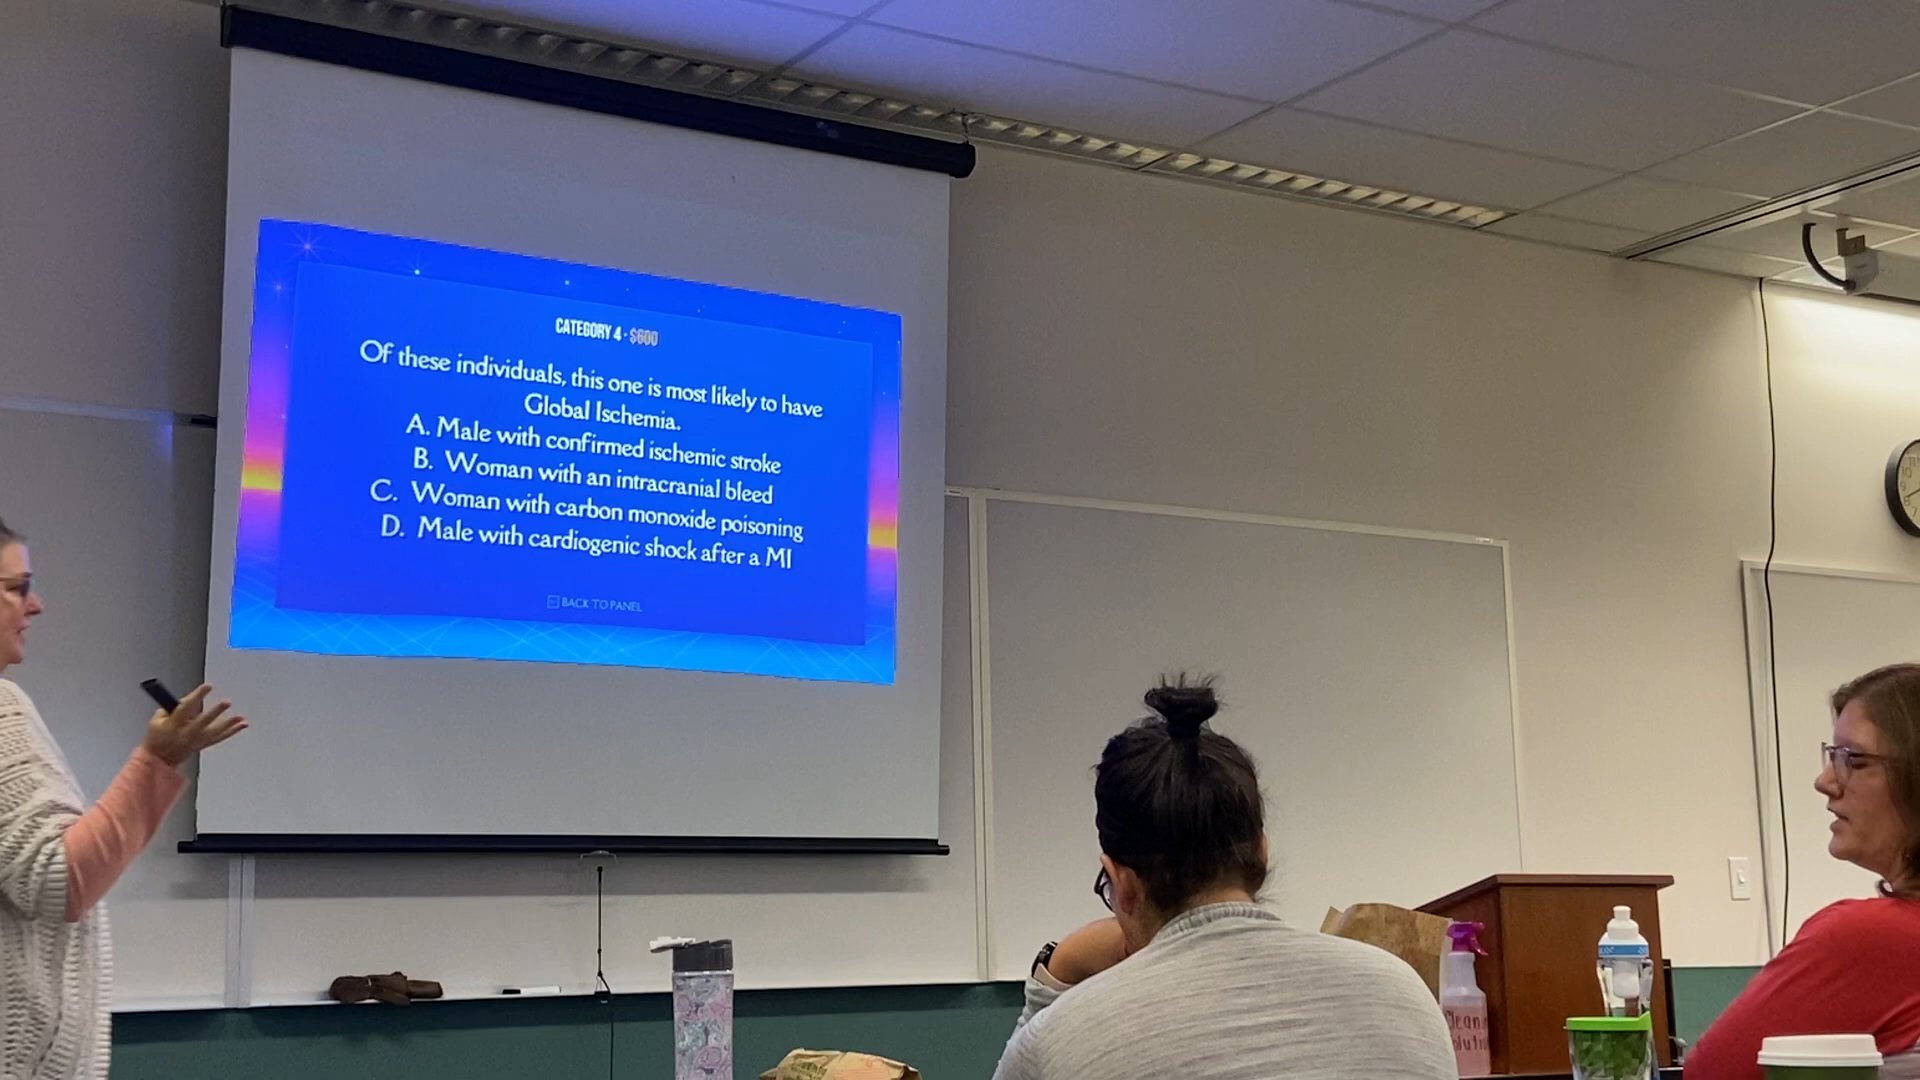 CATEGORY 4 - $600
Of these individuals, this one is most likely to have
Global Ischemia.
A. Male with confirmed ischemic stroke
B. Woman with an intracranial bleed
C. Woman with carbon monoxide poisoning
D. Male with cardiogenic shock after a MI
BACK TO PANEL